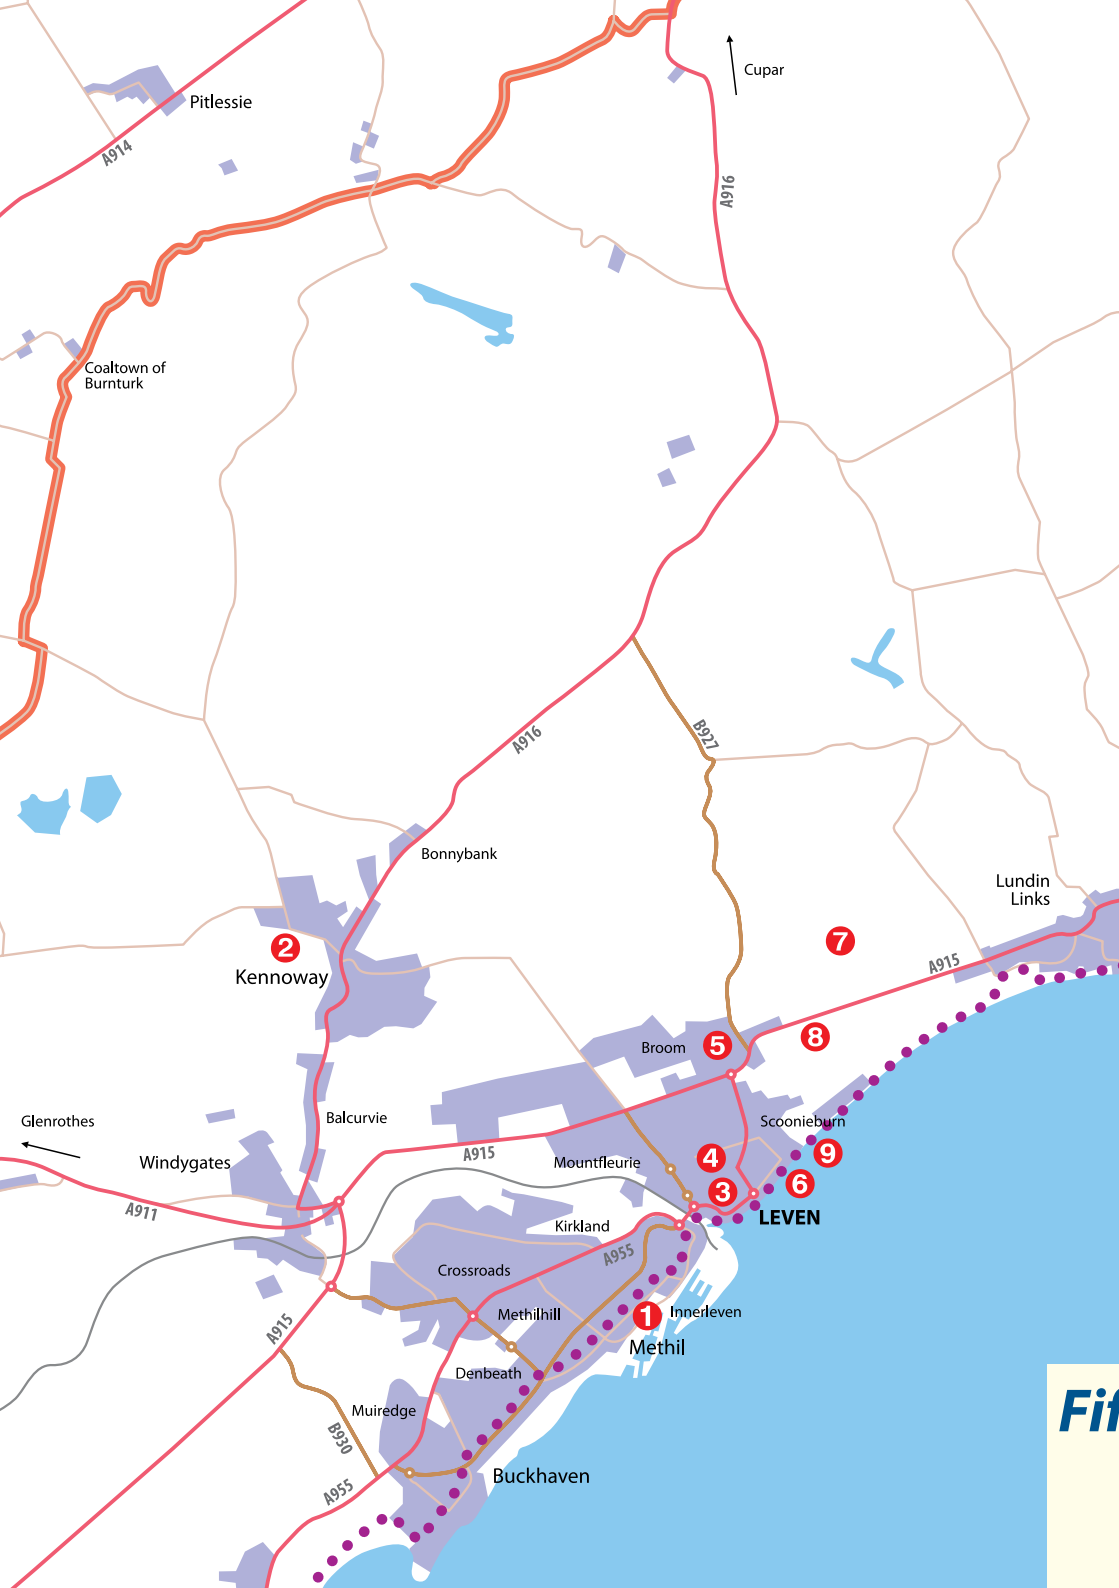 Cupar
Pitlessie
A914
A916
Coaltown of
Burnturk
B927
A916
Bonnybank
Lundin
Links
2
Kennoway
7
A915
8
5
Broom
Glenrothes
Balcurvie
Scoonieburn
Windygates
A915
Mountfleurie
4
9
6
3
A911
LEVEN
Kirkland
A955
Crossroads
1
Innerleven
Methilhill
A915
Methil
Denbeath
Muiredge
B930
Buckhaven
A955
Fif